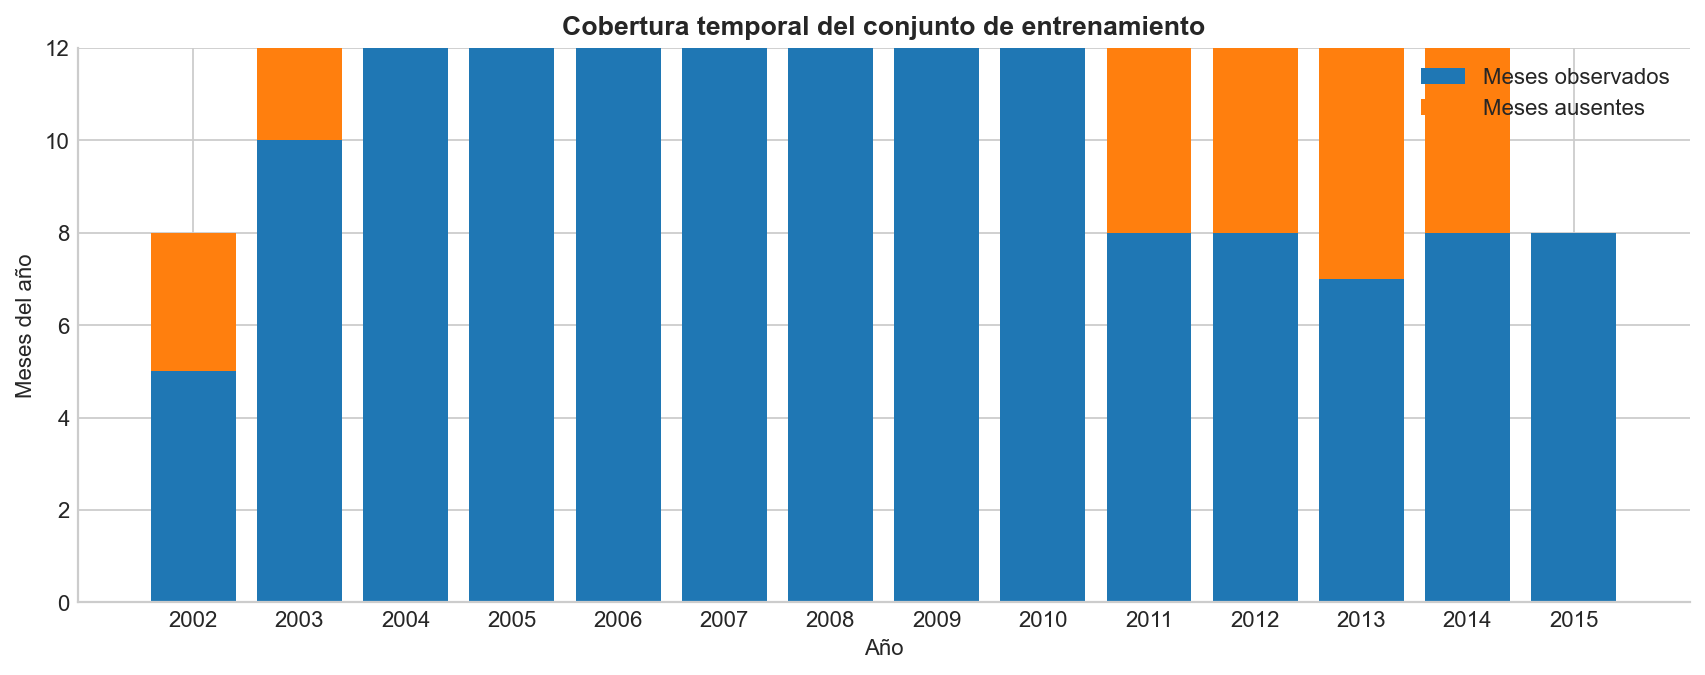 Cobertura temporal del conjunto de entrenamiento
12
10
8
6
4
2
0
Meses del año
Meses observados
Meses ausentes
2002 2003 2004 2005 2006 2007 2008 2009 2010 2011 2012 2013 2014 2015
Año